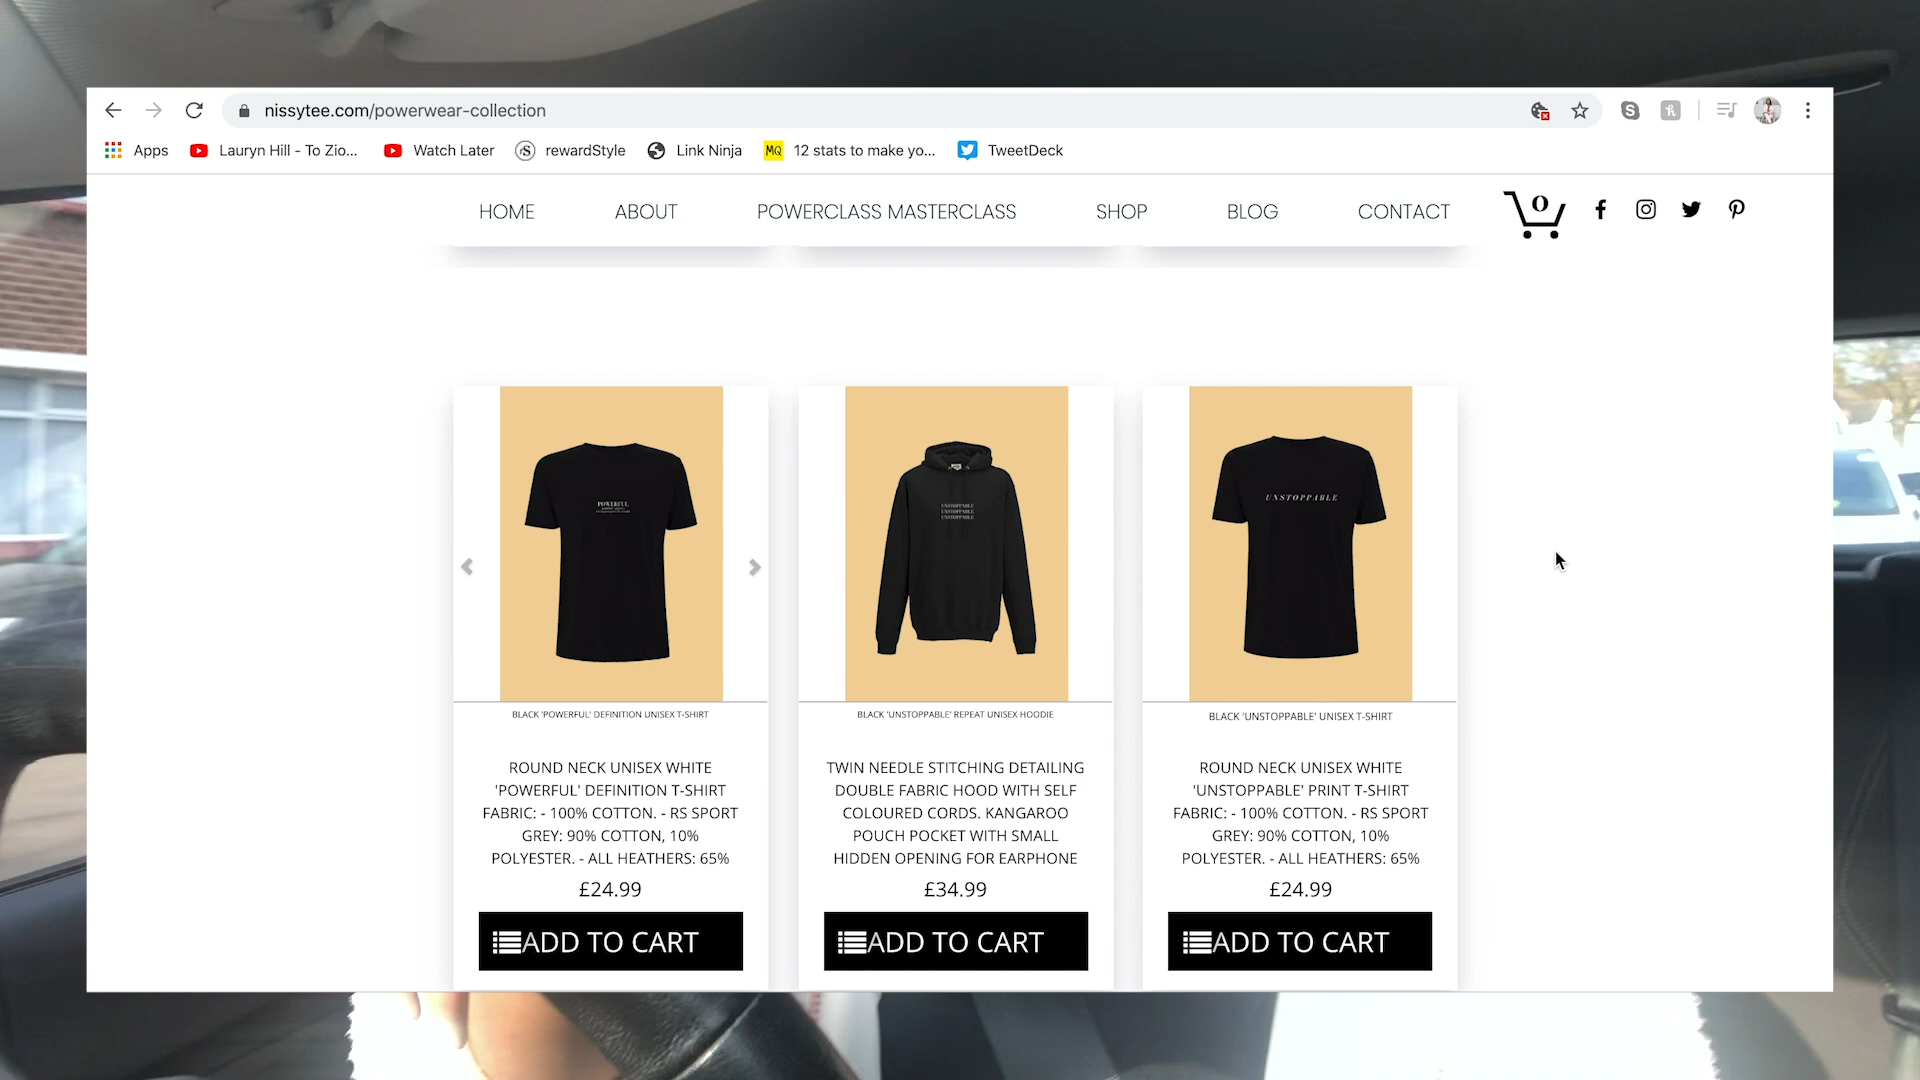 nissytee.com/powerwear-collection
Apps
Lauryn Hill - To Zio...
Watch Later
rewardStyle
Link Ninja
MQ
12 stats to make yo...
TweetDeck
HOME
ABOUT
POWERCLASS MASTERCLASS
SHOP
BLOG
CONTACT
0
POWERFUL
UNSTOPPABLE
UNSTOPPABLE
UNSTOPPABLE
UNSTOPPABLE
BLACK 'POWERFUL' DEFINITION UNISEX T-SHIRT
ROUND NECK UNISEX WHITE
'POWERFUL' DEFINITION T-SHIRT
FABRIC: - 100% COTTON. - RS SPORT
GREY: 90% COTTON, 10%
POLYESTER. - ALL HEATHERS: 65%
£24.99
ADD TO CART
BLACK 'UNSTOPPABLE' REPEAT UNISEX HOODIE
TWIN NEEDLE STITCHING DETAILING
DOUBLE FABRIC HOOD WITH SELF
COLOURED CORDS. KANGAROO
POUCH POCKET WITH SMALL
HIDDEN OPENING FOR EARPHONE
£34.99
ADD TO CART
BLACK 'UNSTOPPABLE' UNISEX T-SHIRT
ROUND NECK UNISEX WHITE
'UNSTOPPABLE' PRINT T-SHIRT
FABRIC: - 100% COTTON. - RS SPORT
GREY: 90% COTTON, 10%
POLYESTER. - ALL HEATHERS: 65%
£24.99
ADD TO CART